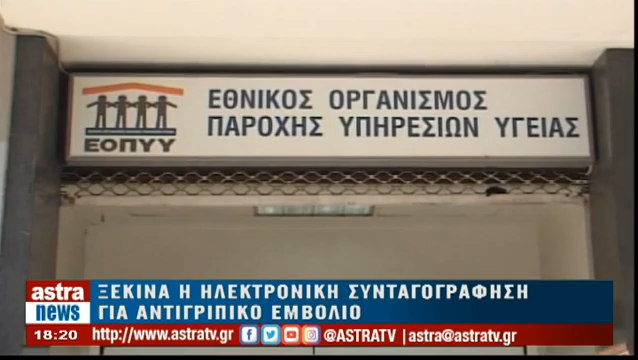 ΕΘΝΙΚΟΣ ΟΡΓΑΝΙΣΜΟΣ
ΠΑΡΟΧΗΣ ΥΠΗΡΕΣΙΩΝ ΥΓΕΙΑΣ
ΕΟΠΥΥ
astra
news
ΞΕΚΙΝΑ Η ΗΛΕΚΤΡΟΝΙΚΗ ΣΥΝΤΑΓΟΓΡΑΦΗΣΗ
ΓΙΑ ΑΝΤΙΓΡΙΠΙΚΟ ΕΜΒΟΛΙΟ
18:20 http://www.astratv.gr @ASTRATV | astra@astratv.gr